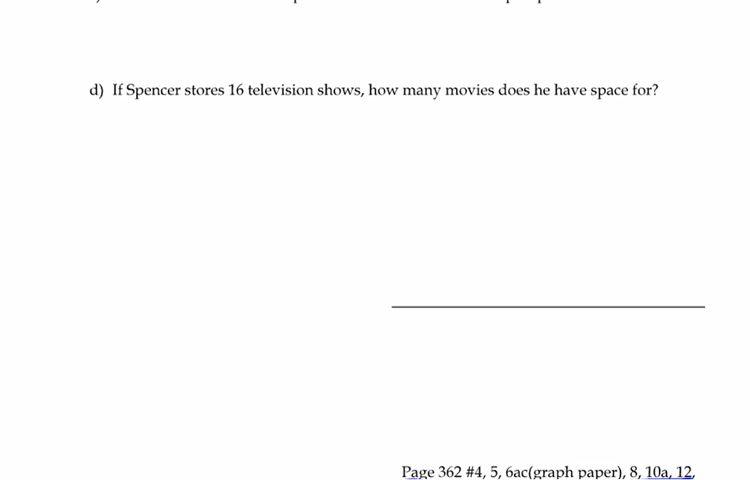 d) If Spencer stores 16 television shows, how many movies does he have space for?
Page 362 #4, 5, 6ac(graph paper), 8, 10a, 12,